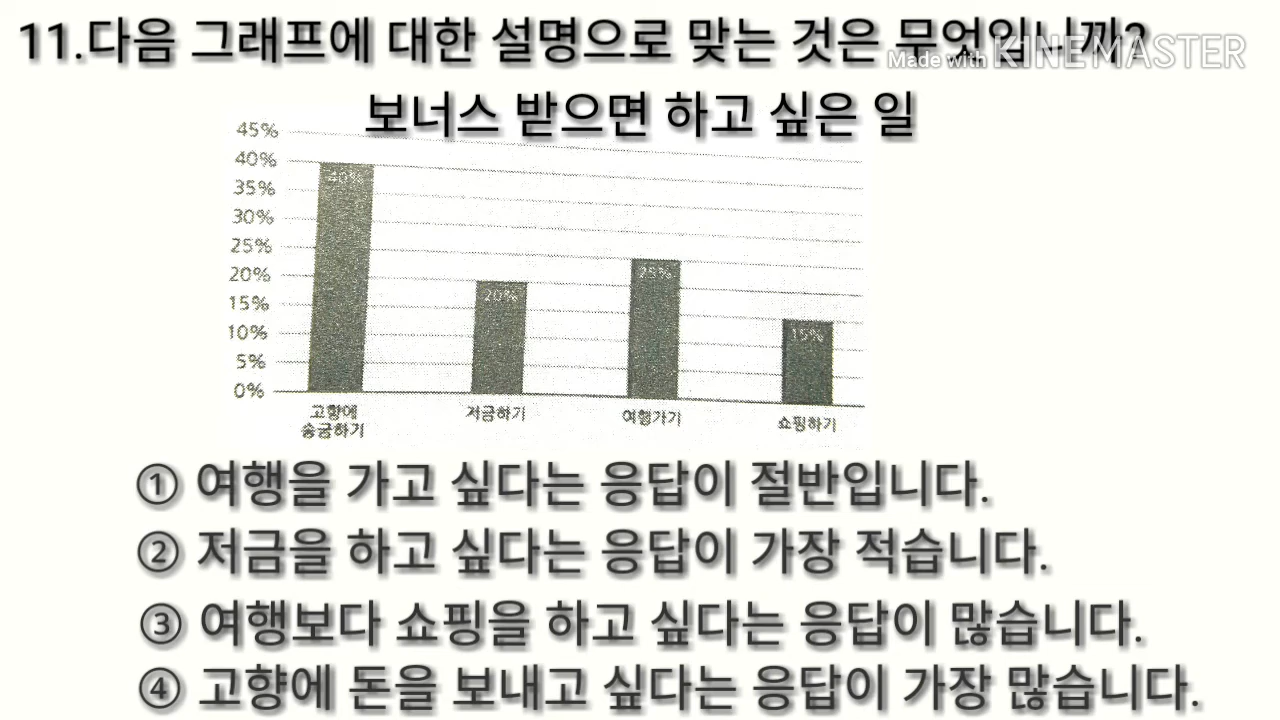 11.다음 그래프에 대한 설명으로 맞는 것은 무엇입니까?
Made with KINEMASTER
보너스 받으면 하고 싶은 일
45%
40%
35%
30%
25%
20%
15%
10%
5%
0%
40%
20%
25%
15%
고향에
송금하기
저금하기
여행가기
쇼핑하기
① 여행을 가고 싶다는 응답이 절반입니다.
② 저금을 하고 싶다는 응답이 가장 적습니다.
③ 여행보다 쇼핑을 하고 싶다는 응답이 많습니다.
④ 고향에 돈을 보내고 싶다는 응답이 가장 많습니다.